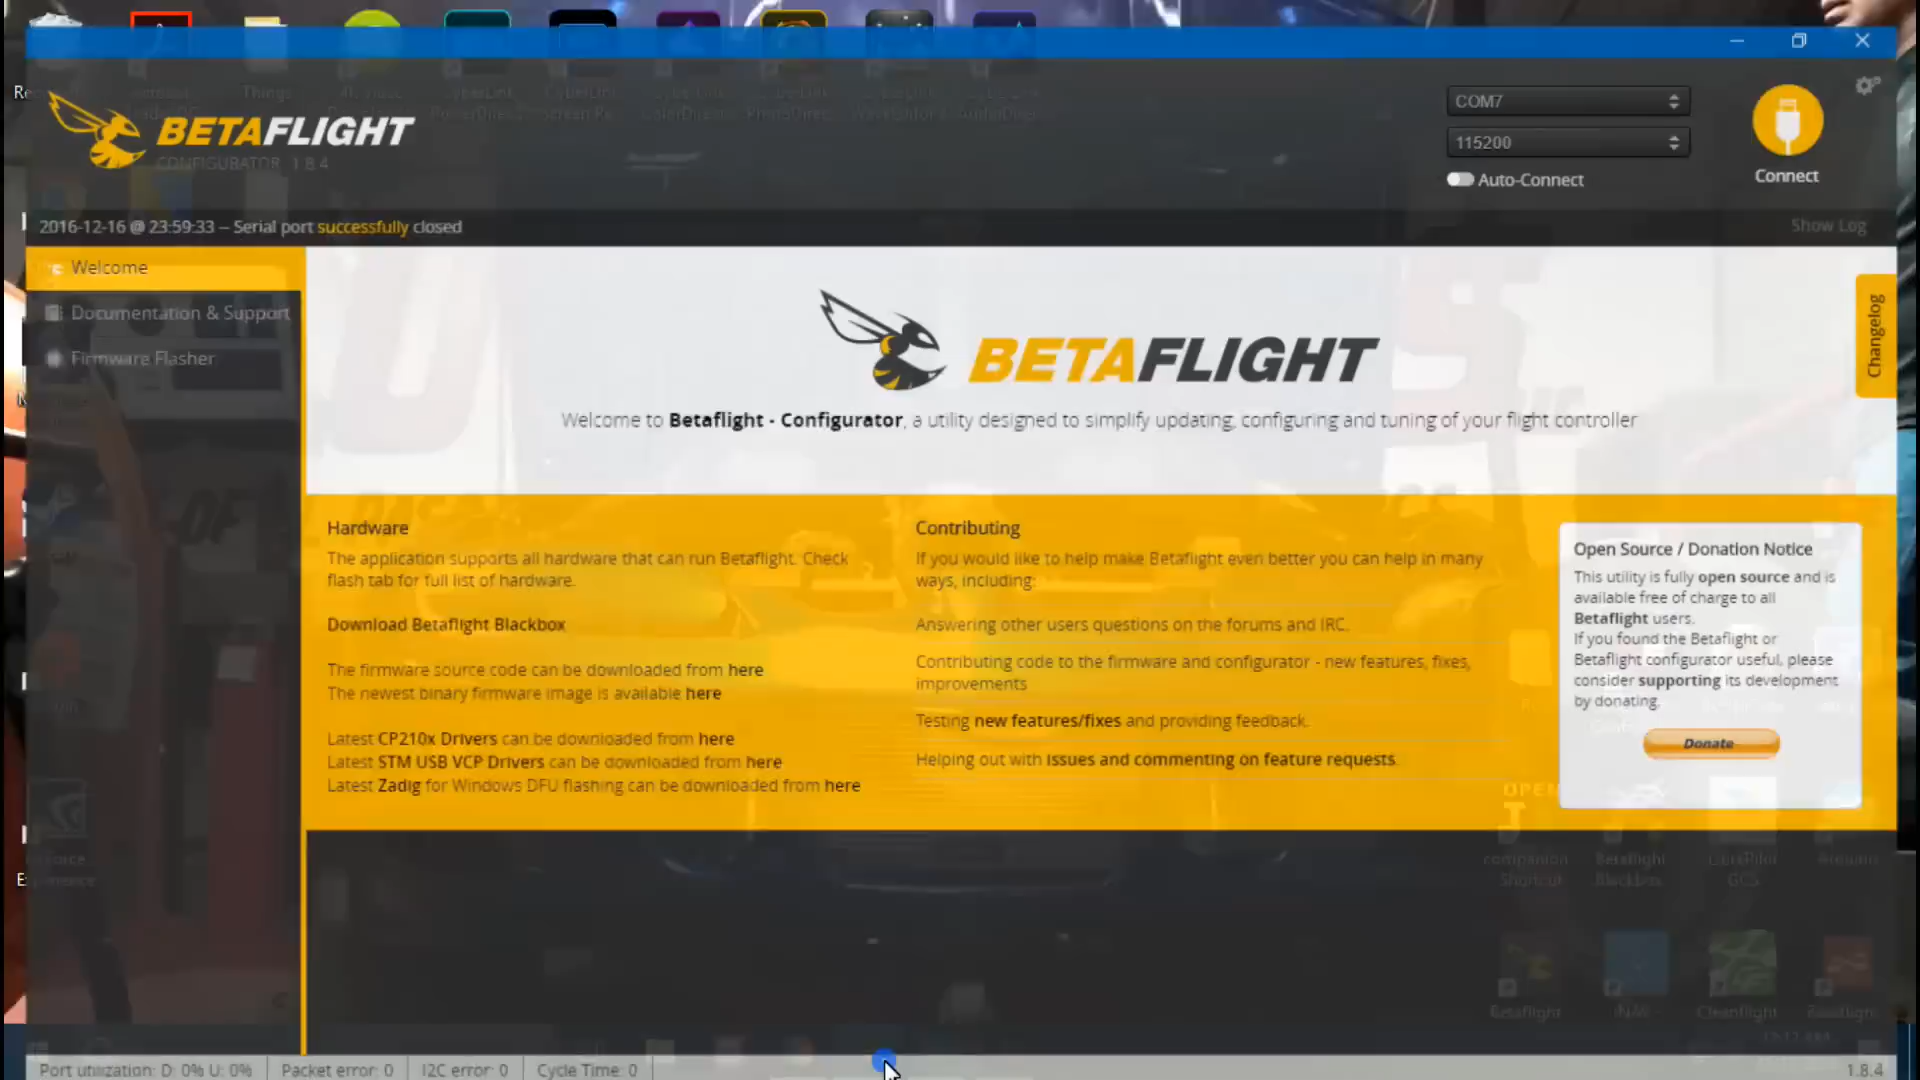 BETAFLIGHT
CONFIGURATOR 1.8.4
COM7
115200
Auto-Connect
Connect
2016-12-16 @ 23:59:33 -- Serial port successfully closed
Show Log
Welcome
Documentation & Support
Firmware Flasher
BETAFLIGHT
Changelog
Welcome to Betaflight - Configurator, a utility designed to simplify updating, configuring and tuning of your flight controller
Hardware
The application supports all hardware that can run Betaflight. Check
flash tab for full list of hardware.
Download Betaflight Blackbox
The firmware source code can be downloaded from here
The newest binary firmware image is available here
Latest CP210x Drivers can be downloaded from here
Latest STM USB VCP Drivers can be downloaded from here
Latest Zadig for Windows DFU flashing can be downloaded from here
Contributing
If you would like to help make Betaflight even better you can help in many
ways, including:
Answering other users questions on the forums and IRC.
Contributing code to the firmware and configurator - new features, fixes,
improvements
Testing new features/fixes and providing feedback.
Helping out with issues and commenting on feature requests.
Open Source / Donation Notice
This utility is fully open source and is
available free of charge to all
Betaflight users.
If you found the Betaflight or
Betaflight configurator useful, please
consider supporting its development
by donating.
Donate
OPEN
companion
Shortcut
Betaflight
Blackbox
LibrePilot
GCS
Betaflight
iNAV
Cleanflight
Port utilization: D: 0% U: 0%
Packet error: 0
I2C error: 0
Cycle Time: 0
1.8.4